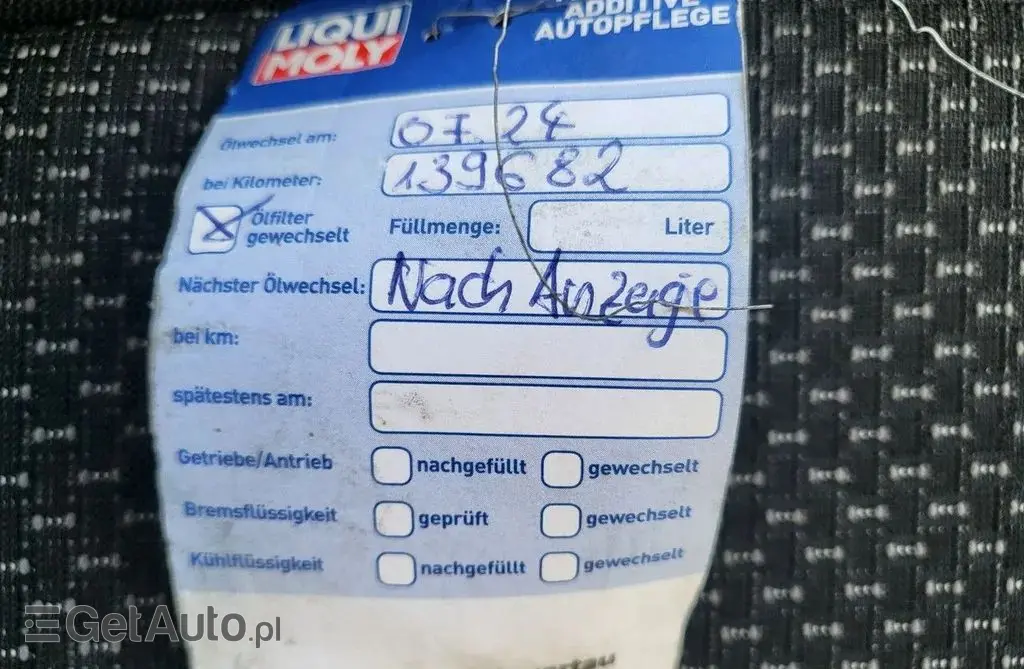 LIQUI MOLY
ADDITIVE
AUTOPFLEGE
Ölwechsel am: 07.24
bei Kilometer: 139682
Ölfilter gewechselt
Füllmenge: Liter
Nächster Ölwechsel: Nach Anzeige
bei km:
spätestens am:
Getriebe/Antrieb nachgefüllt gewechselt
Bremsflüssigkeit geprüft gewechselt
Kühlflüssigkeit nachgefüllt gewechselt
GetAuto.pl